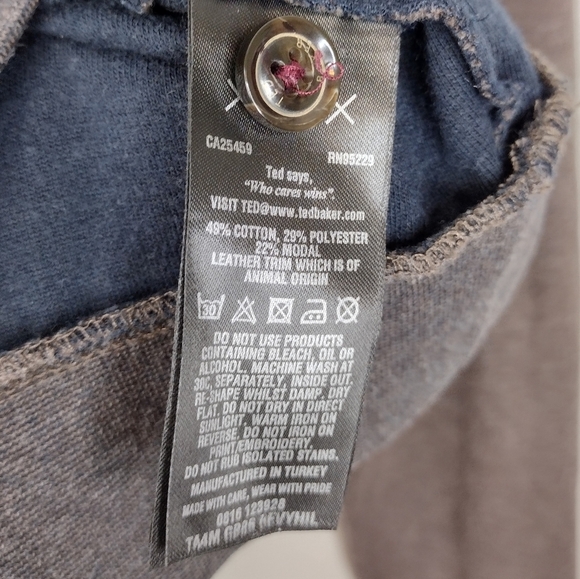 CA25459 RN95229
Ted says,
"Who cares wins".
VISIT TED@www.tedbaker.com
49% COTTON, 29% POLYESTER
22% MODAL
LEATHER TRIM WHICH IS OF
ANIMAL ORIGIN
30
DO NOT USE PRODUCTS
CONTAINING BLEACH, OIL OR
ALCOHOL. MACHINE WASH AT
30C, SEPARATELY, INSIDE OUT.
RE-SHAPE WHILST DAMP. DRY
FLAT. DO NOT DRY IN DIRECT
SUNLIGHT. WARM IRON ON
REVERSE. DO NOT IRON ON
PRINT/EMBROIDERY.
DO NOT RUB ISOLATED STAINS.
MANUFACTURED IN TURKEY
MADE WITH CARE, WEAR WITH PRIDE